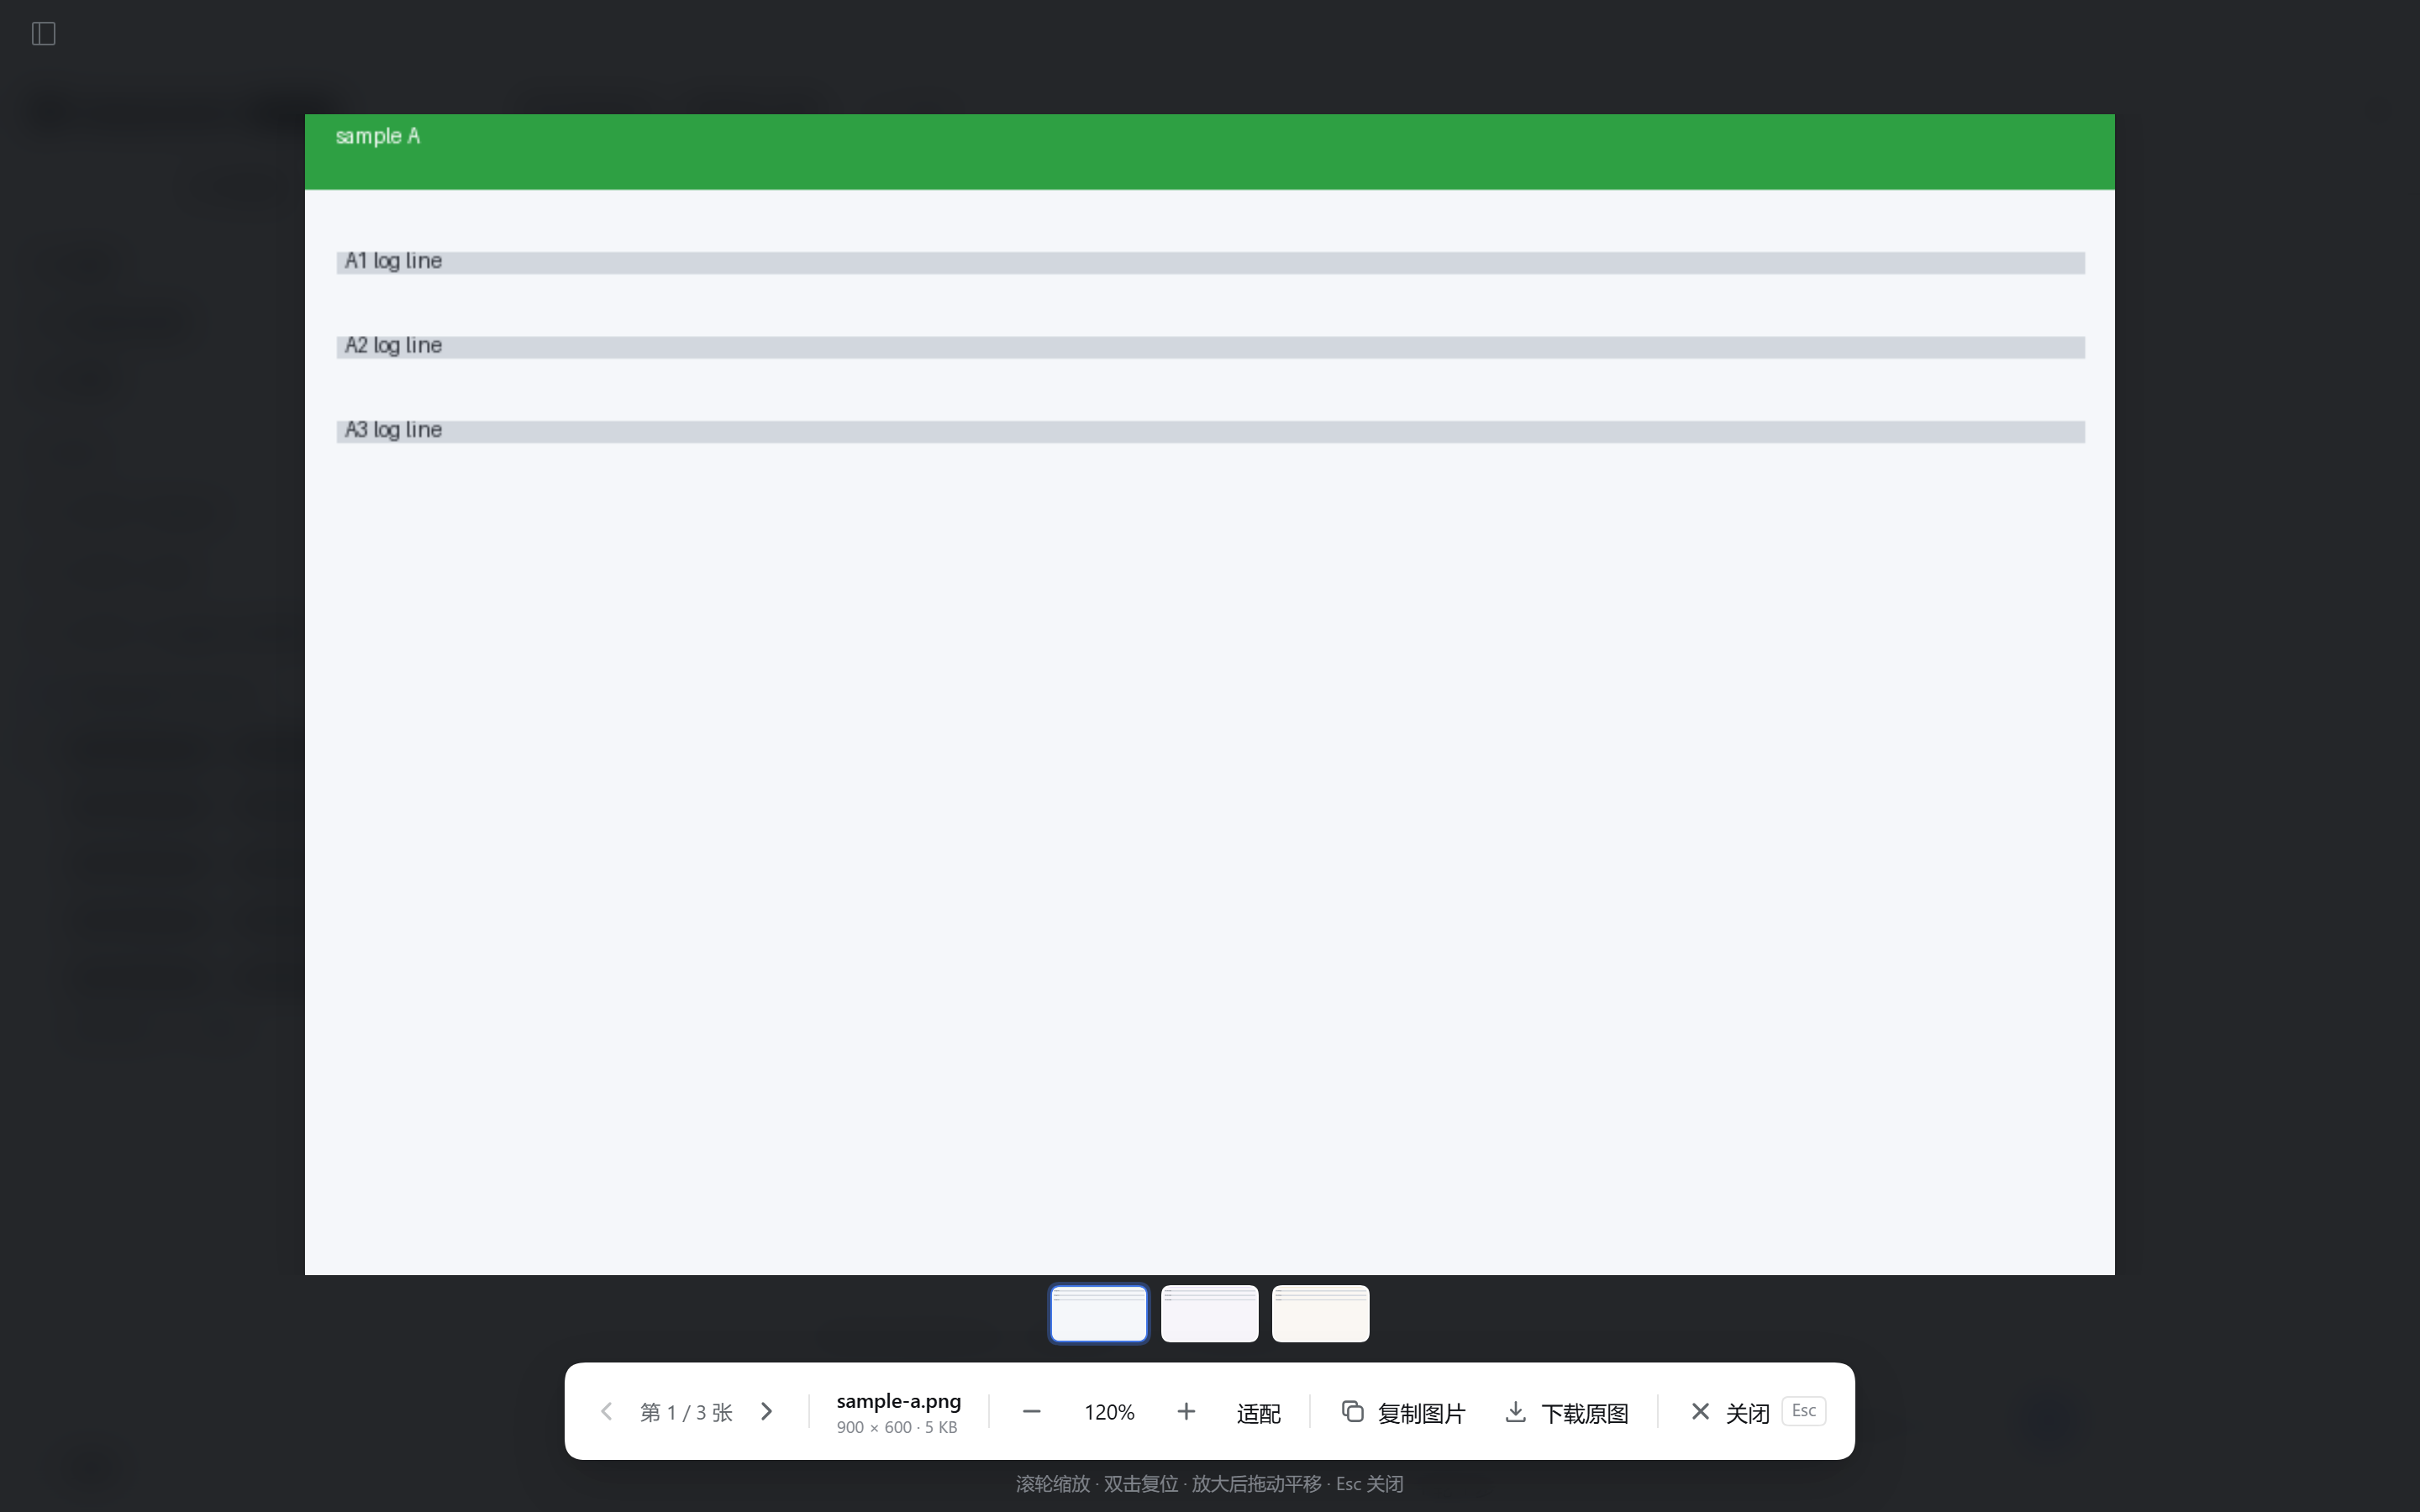 sample A
A1 log line
A2 log line
A3 log line
第 1 / 3 张
sample-a.png
900 × 600 · 5 KB
120%
适配
复制图片
下载原图
关闭
Esc
滚轮缩放 · 双击复位 · 放大后拖动平移 · Esc 关闭